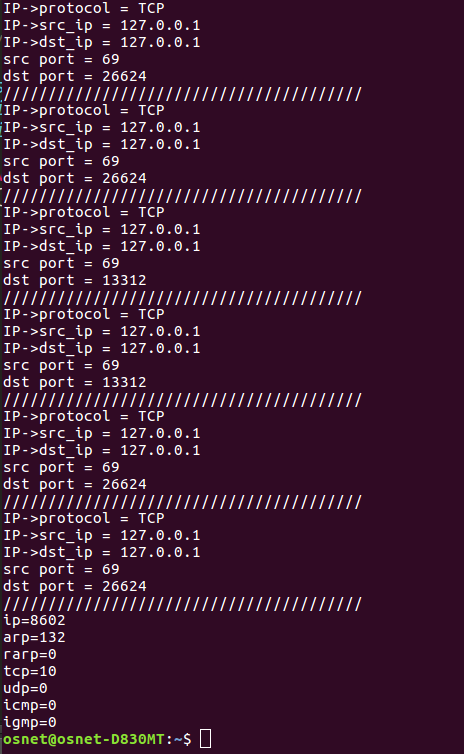 IP->protocol = TCP
IP->src_ip = 127.0.0.1
IP->dst_ip = 127.0.0.1
src port = 69
dst port = 26624
////////////////////////////////////////
IP->protocol = TCP
IP->src_ip = 127.0.0.1
IP->dst_ip = 127.0.0.1
src port = 69
dst port = 26624
////////////////////////////////////////
IP->protocol = TCP
IP->src_ip = 127.0.0.1
IP->dst_ip = 127.0.0.1
src port = 69
dst port = 13312
////////////////////////////////////////
IP->protocol = TCP
IP->src_ip = 127.0.0.1
IP->dst_ip = 127.0.0.1
src port = 69
dst port = 13312
////////////////////////////////////////
IP->protocol = TCP
IP->src_ip = 127.0.0.1
IP->dst_ip = 127.0.0.1
src port = 69
dst port = 26624
////////////////////////////////////////
IP->protocol = TCP
IP->src_ip = 127.0.0.1
IP->dst_ip = 127.0.0.1
src port = 69
dst port = 26624
////////////////////////////////////////
ip=8602
arp=132
rarp=0
tcp=10
udp=0
icmp=0
igmp=0
osnet@osnet-D830MT:~$